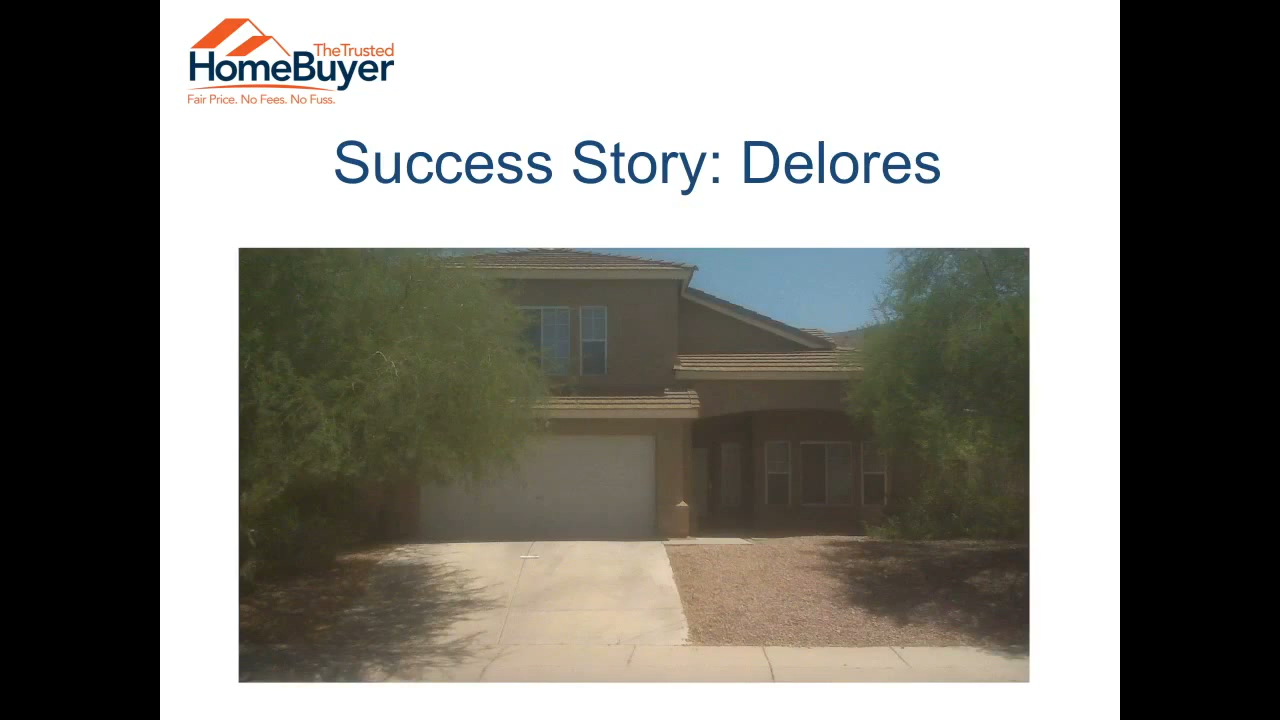 TheTrusted
HomeBuyer
Fair Price. No Fees. No Fuss.
Success Story: Delores